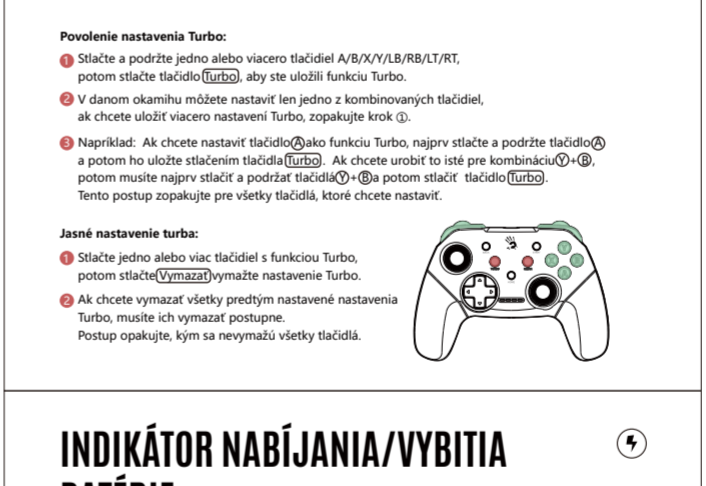 Povolenie nastavenia Turbo:
1 Stlačte a podržte jedno alebo viacero tlačidiel A/B/X/Y/LB/RB/LT/RT,
potom stlačte tlačidlo Turbo, aby ste uložili funkciu Turbo.
2 V danom okamihu môžete nastaviť len jedno z kombinovaných tlačidiel,
ak chcete uložiť viacero nastavení Turbo, zopakujte krok ①.
3 Napríklad: Ak chcete nastaviť tlačidloⒶako funkciu Turbo, najprv stlačte a podržte tlačidloⒶ
a potom ho uložte stlačením tlačidla Turbo. Ak chcete urobiť to isté pre kombináciuⓎ+Ⓑ,
potom musíte najprv stlačiť a podržať tlačidláⓎ+Ⓑa potom stlačiť tlačidlo Turbo.
Tento postup zopakujte pre všetky tlačidlá, ktoré chcete nastaviť.
Jasné nastavenie turba:
1 Stlačte jedno alebo viac tlačidiel s funkciou Turbo,
potom stlačte Vymazať vymažte nastavenie Turbo.
2 Ak chcete vymazať všetky predtým nastavené nastavenia
Turbo, musíte ich vymazať postupne.
Postup opakujte, kým sa nevymažú všetky tlačidlá.
Y
X B
A
INDIKÁTOR NABÍJANIA/VYBITIA